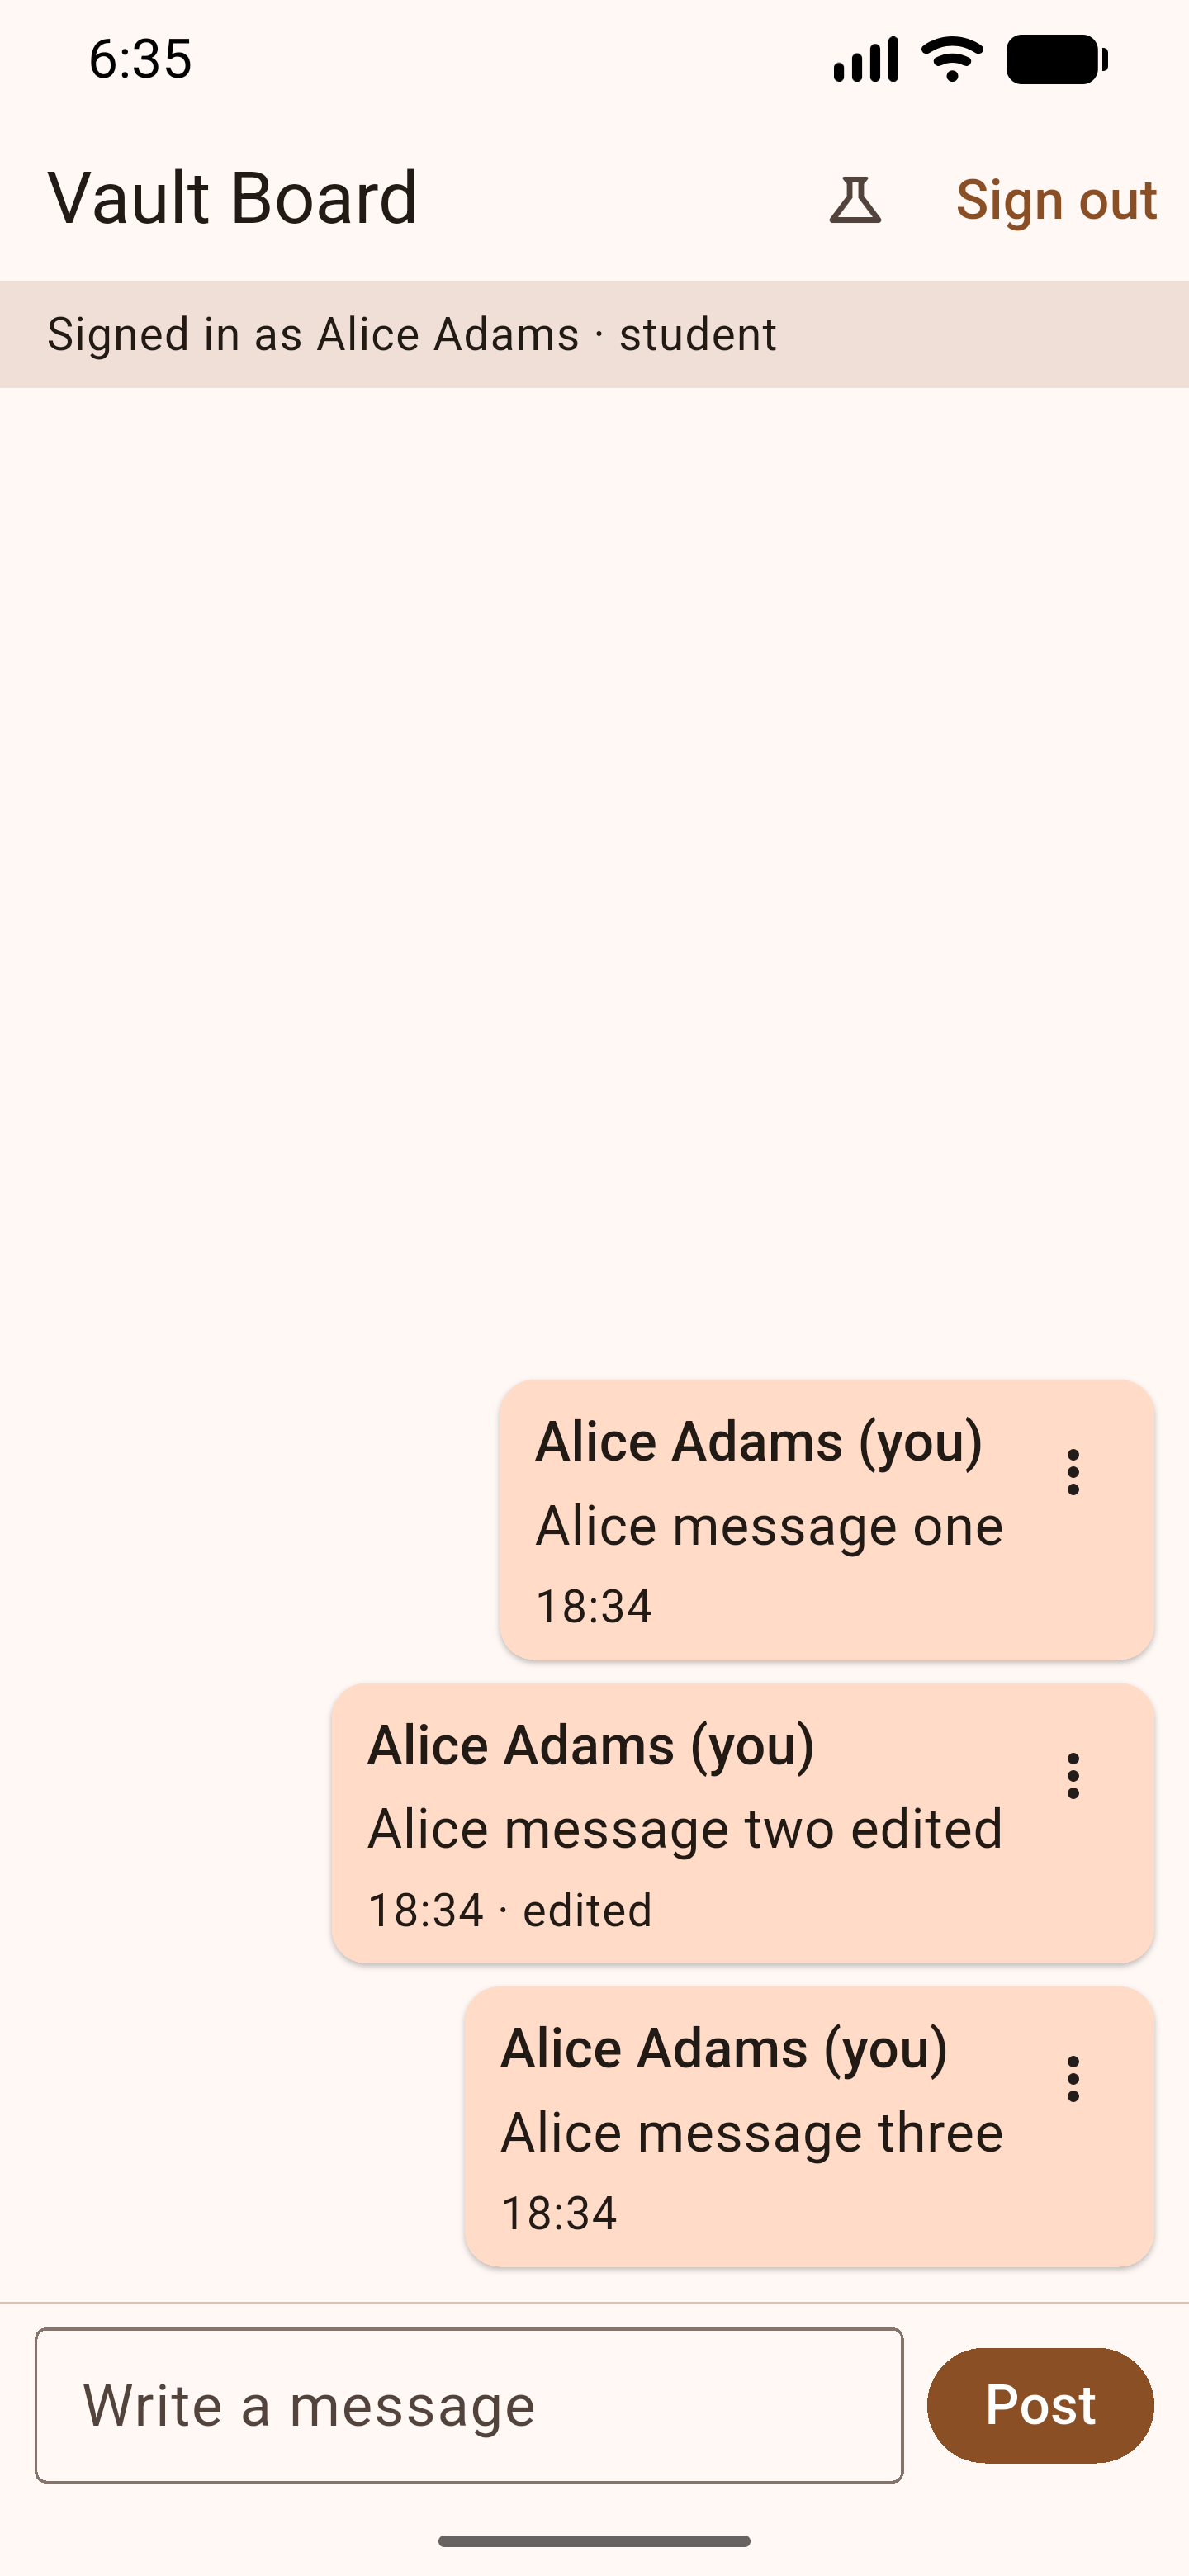 6:35
Vault Board
Sign out
Signed in as Alice Adams · student
Alice Adams (you)
Alice message one
18:34
Alice Adams (you)
Alice message two edited
18:34 · edited
Alice Adams (you)
Alice message three
18:34
Write a message
Post